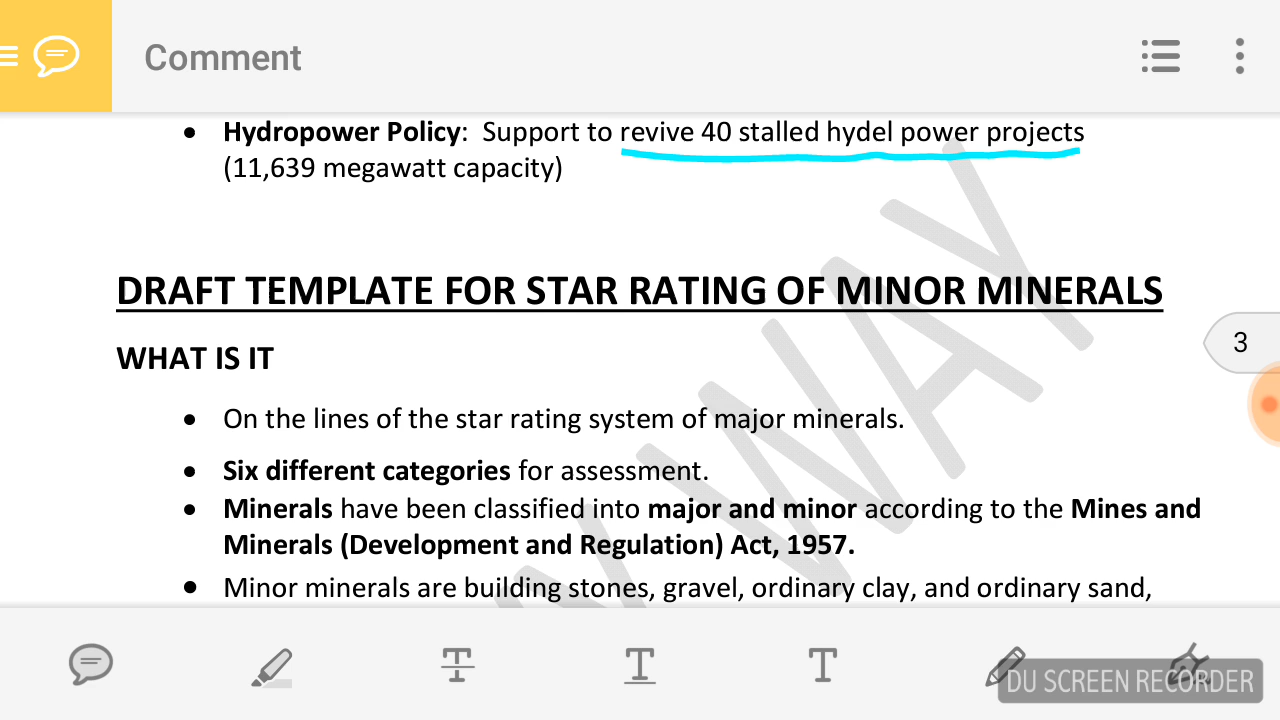 Comment
• Hydropower Policy:  Support to revive 40 stalled hydel power projects
(11,639 megawatt capacity)
DRAFT TEMPLATE FOR STAR RATING OF MINOR MINERALS
WHAT IS IT
3
• On the lines of the star rating system of major minerals.
• Six different categories for assessment.
• Minerals have been classified into major and minor according to the Mines and
Minerals (Development and Regulation) Act, 1957.
• Minor minerals are building stones, gravel, ordinary clay, and ordinary sand,
WAY
T T T
DU SCREEN RECORDER